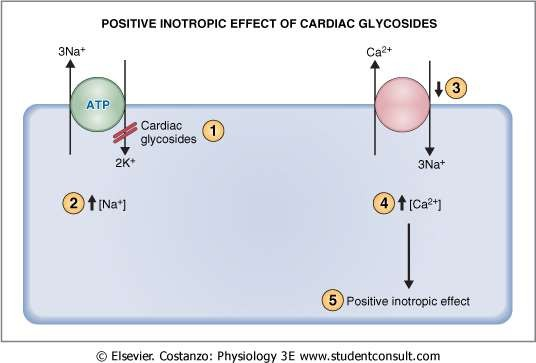 POSITIVE INOTROPIC EFFECT OF CARDIAC GLYCOSIDES
3Na⁺
Ca²⁺
ATP
3
Cardiac
glycosides
1
2K⁺
3Na⁺
2 [Na⁺]
4 [Ca²⁺]
5 Positive inotropic effect
© Elsevier. Costanzo: Physiology 3E www.studentconsult.com